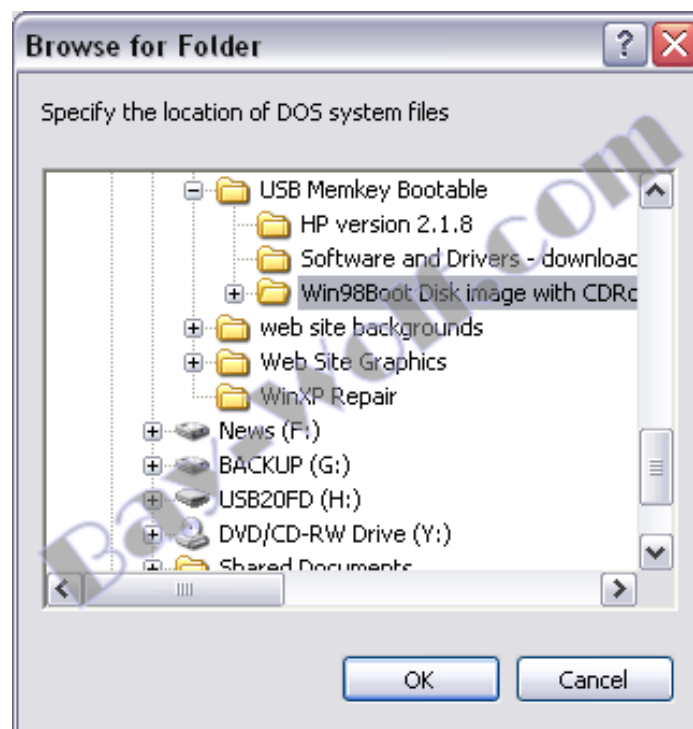 Browse for Folder
Specify the location of DOS system files
USB Memkey Bootable
HP version 2.1.8
Software and Drivers - downloac
Win98Boot Disk image with CDRc
web site backgrounds
Web Site Graphics
WinXP Repair
News (F:)
BACKUP (G:)
USB20FD (H:)
DVD/CD-RW Drive (Y:)
Shared Documents
OK Cancel
Bay-Wolf.com